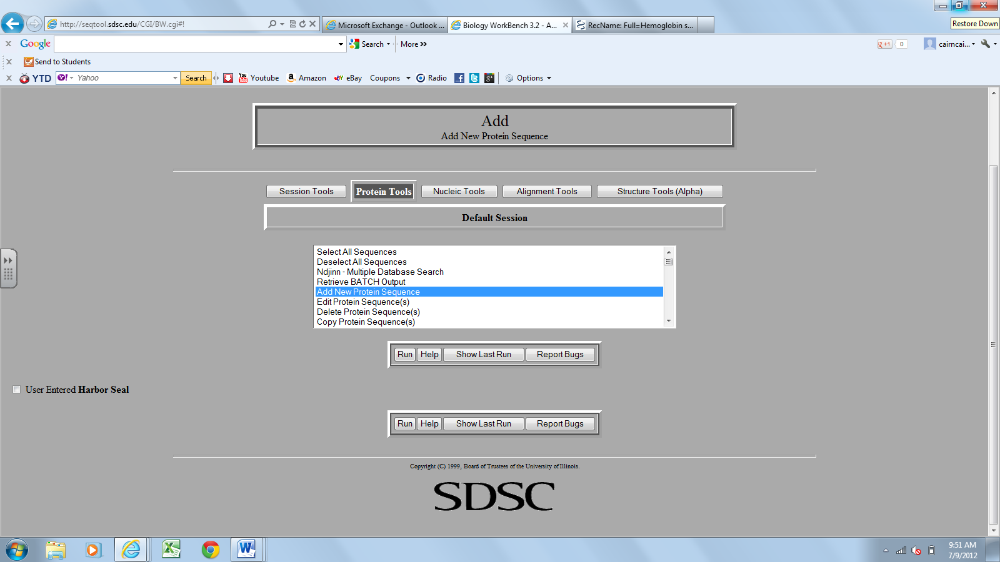 Restore Down
http://seqtool.sdsc.edu/CGI/BW.cgi#!
Microsoft Exchange - Outlook ...
Biology WorkBench 3.2 - A...
RecName: Full=Hemoglobin s...
x Google Search More »
g +1 0 cairncai...
x Send to Students
x YTD Y! Yahoo Search You Tube Youtube a Amazon ebY eBay Coupons Radio f g+ Options
Add
Add New Protein Sequence
Session Tools Protein Tools Nucleic Tools Alignment Tools Structure Tools (Alpha)
Default Session
Select All Sequences
Deselect All Sequences
Ndjinn - Multiple Database Search
Retrieve BATCH Output
Add New Protein Sequence
Edit Protein Sequence(s)
Delete Protein Sequence(s)
Copy Protein Sequence(s)
Run Help Show Last Run Report Bugs
User Entered Harbor Seal
Run Help Show Last Run Report Bugs
Copyright (C) 1999, Board of Trustees of the University of Illinois.
SDSC
9:51 AM
7/9/2012